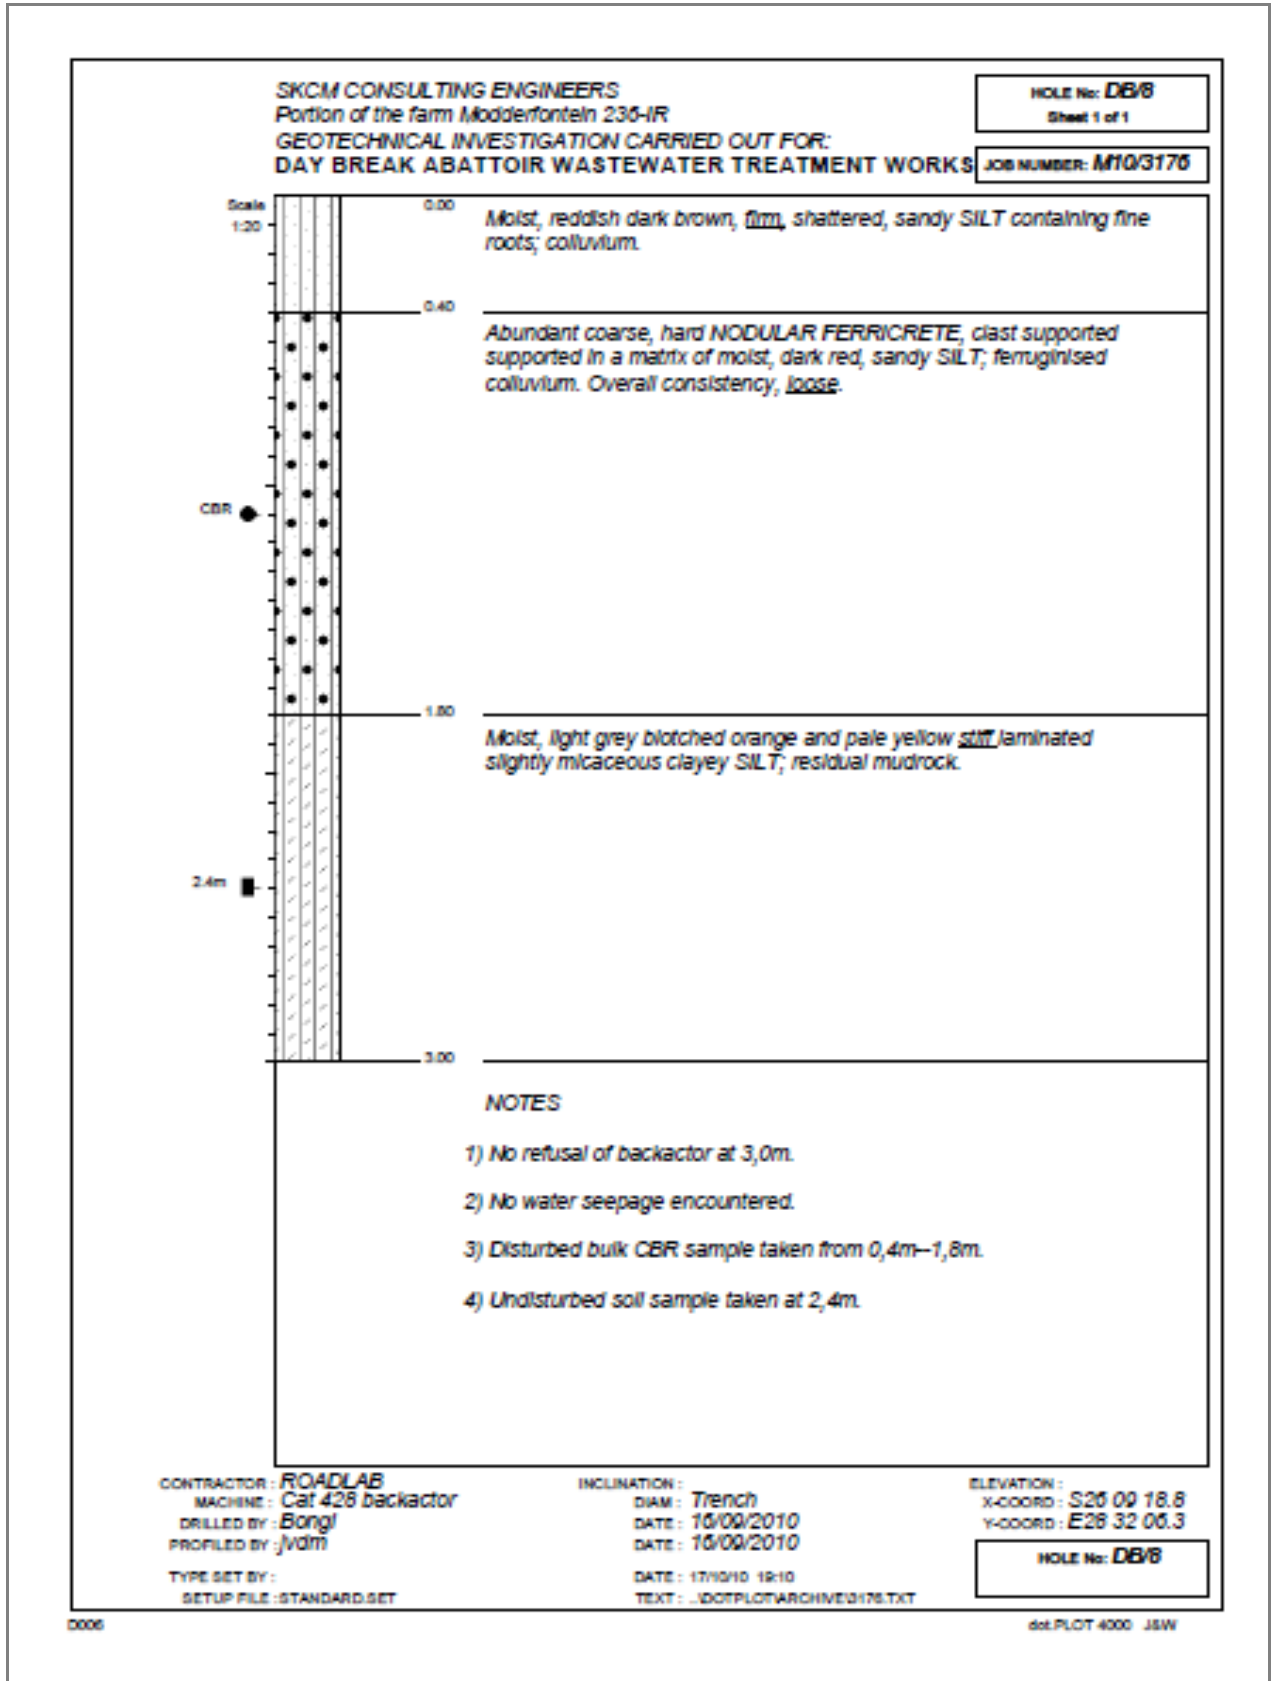 SKCM CONSULTING ENGINEERS
Portion of the farm Modderfontein 236-IR
GEOTECHNICAL INVESTIGATION CARRIED OUT FOR:
DAY BREAK ABATTOIR WASTEWATER TREATMENT WORKS
HOLE No: DB/8
Sheet 1 of 1
JOB NUMBER: M10/3176
Scale
1:20
0.00
Moist, reddish dark brown, firm, shattered, sandy SILT containing fine
roots; colluvium.
0.40
Abundant coarse, hard NODULAR FERRICRETE, clast supported
supported in a matrix of moist, dark red, sandy SILT; ferruginised
colluvium. Overall consistency, loose.
CBR
1.80
Moist, light grey blotched orange and pale yellow stiff laminated
slightly micaceous clayey SILT; residual mudrock.
2.4m
3.00
NOTES
1) No refusal of backactor at 3,0m.
2) No water seepage encountered.
3) Disturbed bulk CBR sample taken from 0,4m--1,8m.
4) Undisturbed soil sample taken at 2,4m.
CONTRACTOR : ROADLAB
MACHINE : Cat 428 backactor
DRILLED BY : Bongi
PROFILED BY : jvdm
TYPE SET BY :
SETUP FILE : STANDARD.SET
INCLINATION :
DIAM : Trench
DATE : 16/09/2010
DATE : 16/09/2010
DATE : 17/10/10 19:10
TEXT : ..\DOTPLOT\ARCHIVE\3176.TXT
ELEVATION :
X-COORD : S26 09 18.8
Y-COORD : E28 32 06.3
HOLE No: DB/8
D006
dot.PLOT 4000 J&W